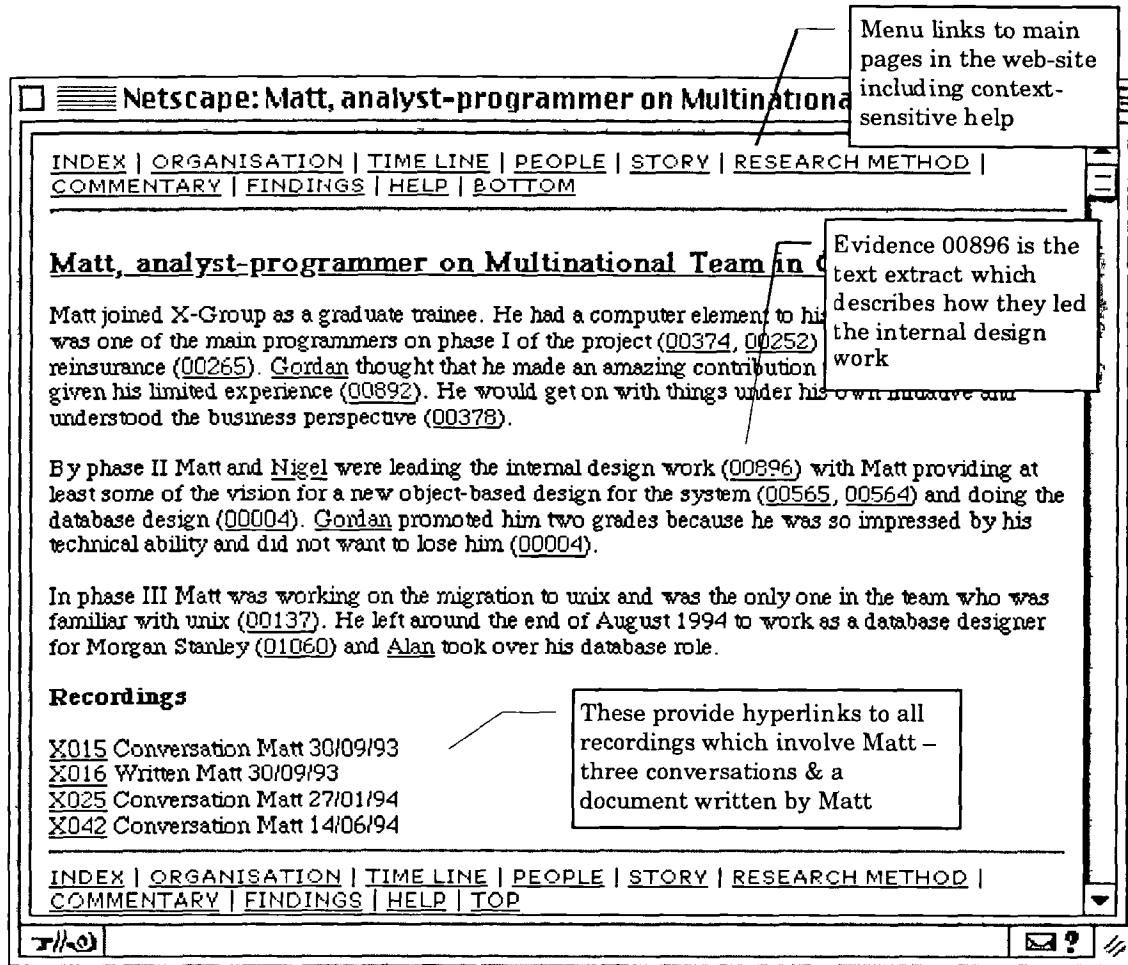 Menu links to main
pages in the web-site
including context-
sensitive help
Netscape: Matt, analyst-programmer on Multinationa
INDEX | ORGANISATION | TIME LINE | PEOPLE | STORY | RESEARCH METHOD |
COMMENTARY | FINDINGS | HELP | BOTTOM
Evidence 00896 is the
text extract which
describes how they led
the internal design
work
Matt, analyst-programmer on Multinational Team in
Matt joined X-Group as a graduate trainee. He had a computer element to his
was one of the main programmers on phase I of the project (00374, 00252)
reinsurance (00265). Gordan thought that he made an amazing contribution
given his limited experience (00892). He would get on with things under his own initiative and
understood the business perspective (00378).
By phase II Matt and Nigel were leading the internal design work (00896) with Matt providing at
least some of the vision for a new object-based design for the system (00565, 00564) and doing the
database design (00004). Gordan promoted him two grades because he was so impressed by his
technical ability and did not want to lose him (00004).
In phase III Matt was working on the migration to unix and was the only one in the team who was
familiar with unix (00137). He left around the end of August 1994 to work as a database designer
for Morgan Stanley (01060) and Alan took over his database role.
Recordings
These provide hyperlinks to all
recordings which involve Matt –
three conversations & a
document written by Matt
X015 Conversation Matt 30/09/93
X016 Written Matt 30/09/93
X025 Conversation Matt 27/01/94
X042 Conversation Matt 14/06/94
INDEX | ORGANISATION | TIME LINE | PEOPLE | STORY | RESEARCH METHOD |
COMMENTARY | FINDINGS | HELP | TOP